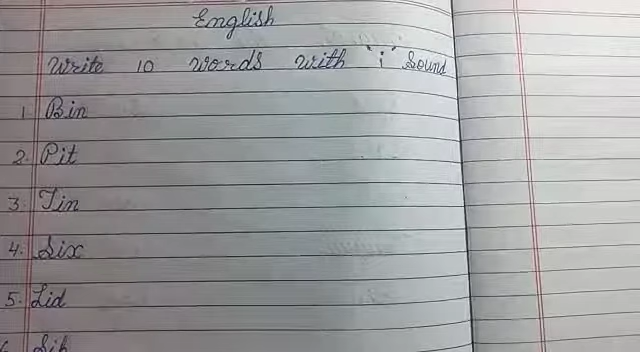 English
Write 10 words with "i" Sound
1. Bin
2. Pit
3. Tin
4. Six
5. Lid